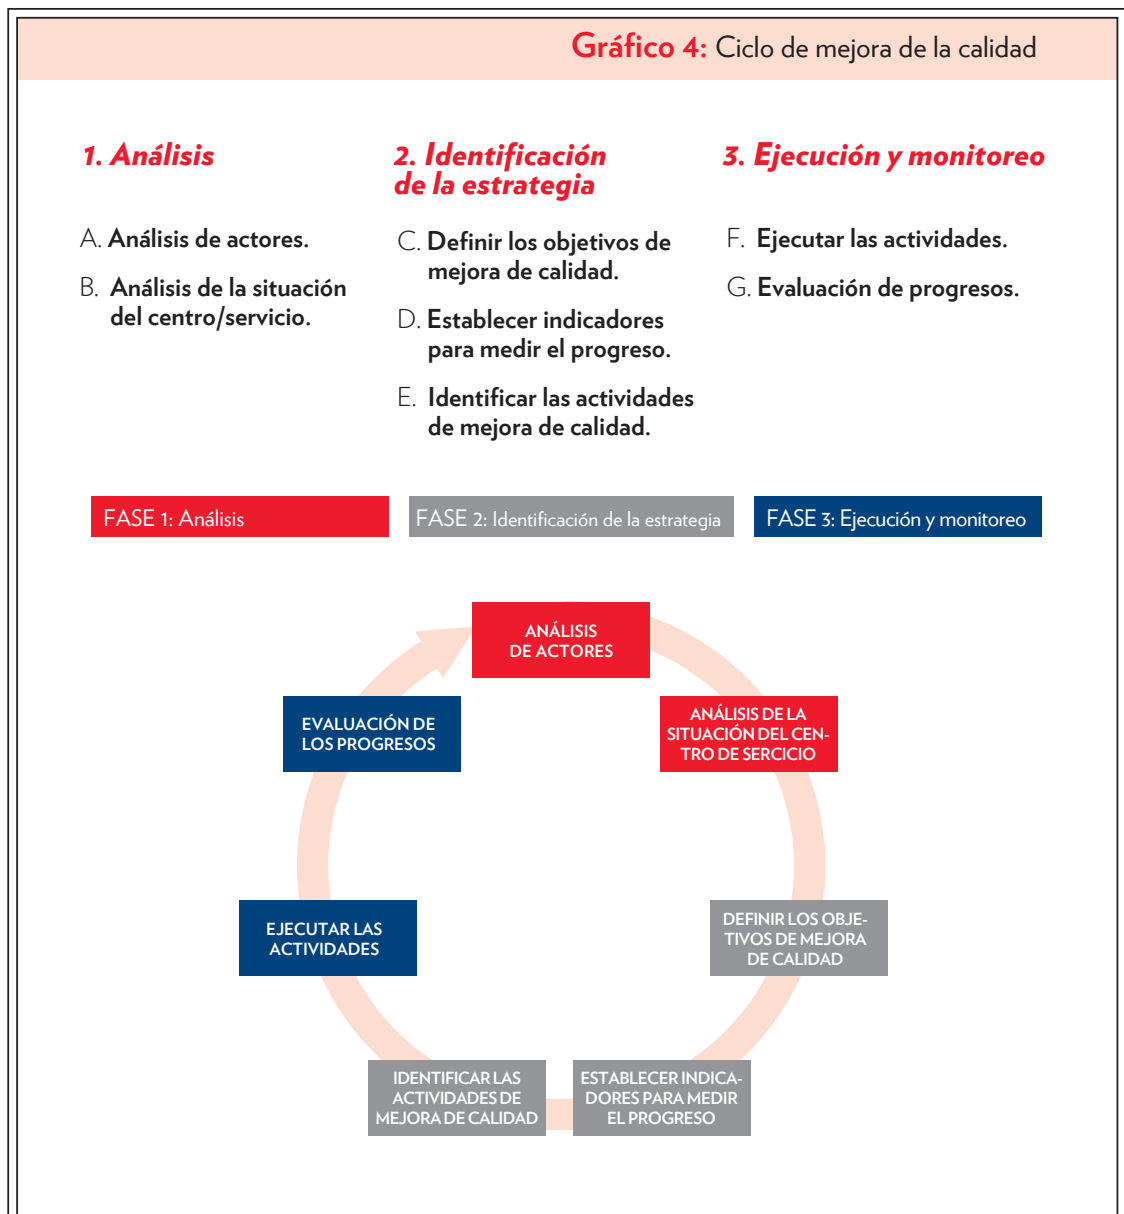 Gráfico 4: Ciclo de mejora de la calidad
1. Análisis
A. Análisis de actores.
B. Análisis de la situación
del centro/servicio.
2. Identificación
de la estrategia
C. Definir los objetivos de
mejora de calidad.
D. Establecer indicadores
para medir el progreso.
E. Identificar las actividades
de mejora de calidad.
3. Ejecución y monitoreo
F. Ejecutar las actividades.
G. Evaluación de progresos.
FASE 1: Análisis
FASE 2: Identificación de la estrategia
FASE 3: Ejecución y monitoreo
ANÁLISIS
DE ACTORES
ANÁLISIS DE LA
SITUACIÓN DEL CEN-
TRO DE SERCICIO
DEFINIR LOS OBJE-
TIVOS DE MEJORA
DE CALIDAD
ESTABLECER INDICA-
DORES PARA MEDIR
EL PROGRESO
IDENTIFICAR LAS
ACTIVIDADES DE
MEJORA DE CALIDAD
EJECUTAR LAS
ACTIVIDADES
EVALUACIÓN DE
LOS PROGRESOS